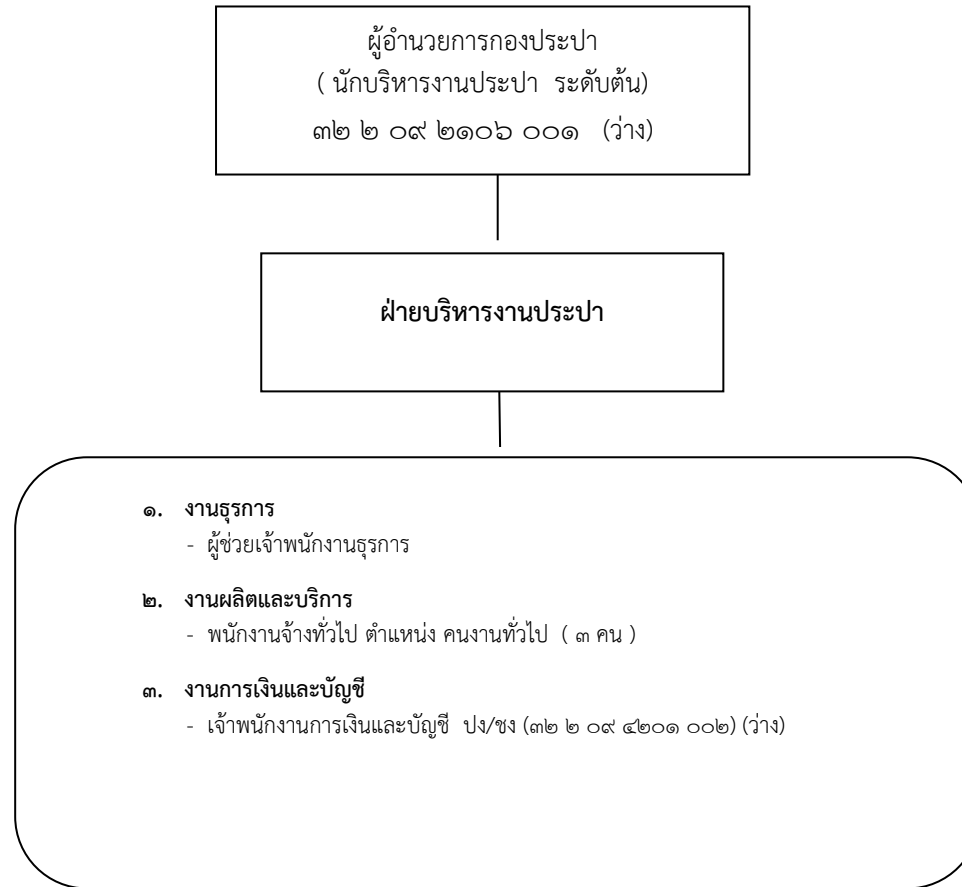 ผู้อำนวยการกองประปา
( นักบริหารงานประปา ระดับต้น)
๓๒ ๒ ๐๙ ๒๑๐๖ ๐๐๑ (ว่าง)
ฝ่ายบริหารงานประปา
๑. งานธุรการ
- ผู้ช่วยเจ้าพนักงานธุรการ
๒. งานผลิตและบริการ
- พนักงานจ้างทั่วไป ตำแหน่ง คนงานทั่วไป ( ๓ คน )
๓. งานการเงินและบัญชี
- เจ้าพนักงานการเงินและบัญชี ปง/ชง (๓๒ ๒ ๐๙ ๔๒๐๑ ๐๐๒) (ว่าง)